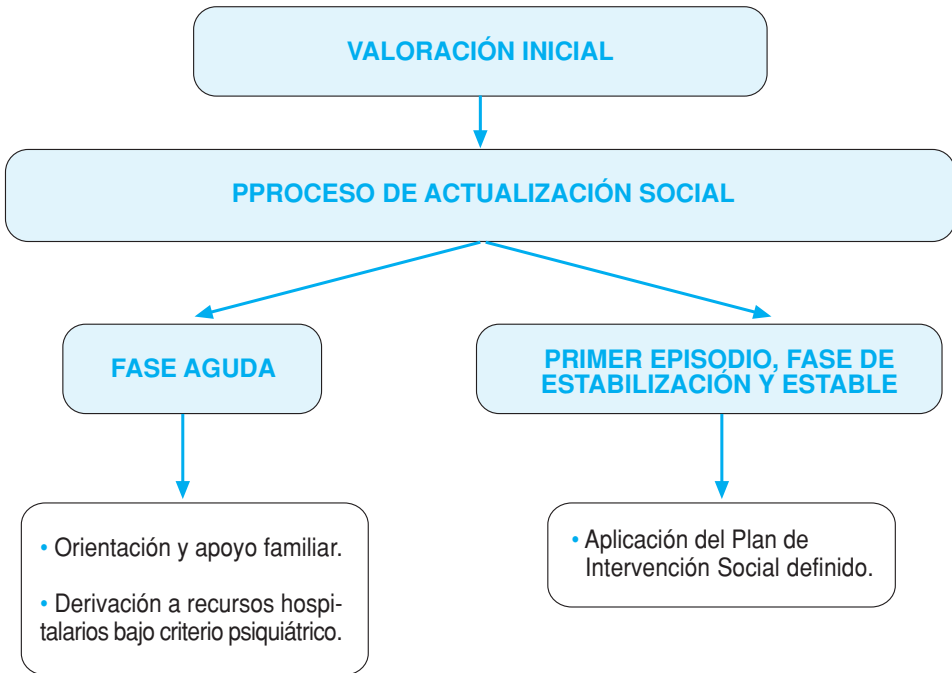 VALORACIÓN INICIAL
PPROCESO DE ACTUALIZACIÓN SOCIAL
FASE AGUDA
PRIMER EPISODIO, FASE DE
ESTABILIZACIÓN Y ESTABLE
• Orientación y apoyo familiar.
• Derivación a recursos hospi-
talarios bajo criterio psiquiátrico.
• Aplicación del Plan de
Intervención Social definido.